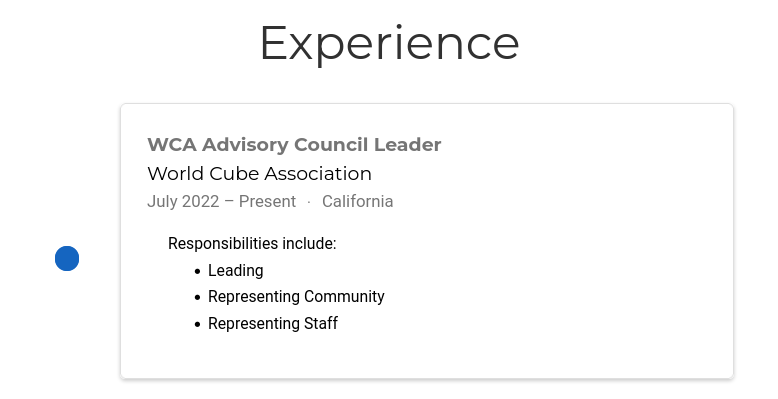 Experience
WCA Advisory Council Leader
World Cube Association
July 2022 – Present · California
Responsibilities include:
• Leading
• Representing Community
• Representing Staff